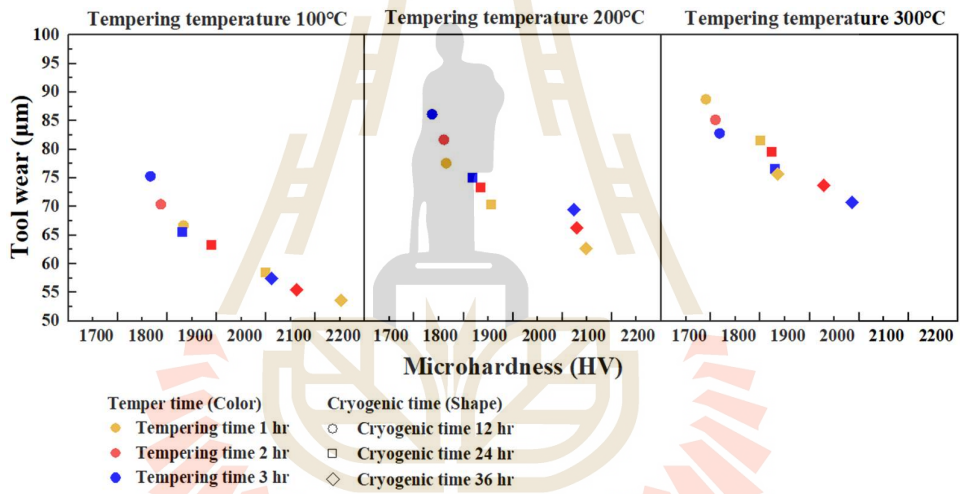 Tempering temperature 100°C Tempering temperature 200°C Tempering temperature 300°C
100
95
90
85
80
75
70
65
60
55
50
Tool wear (μm)
1700 1800 1900 2000 2100 2200 1700 1800 1900 2000 2100 2200 1700 1800 1900 2000 2100 2200
Microhardness (HV)
Temper time (Color) Cryogenic time (Shape)
Tempering time 1 hr Cryogenic time 12 hr
Tempering time 2 hr Cryogenic time 24 hr
Tempering time 3 hr Cryogenic time 36 hr